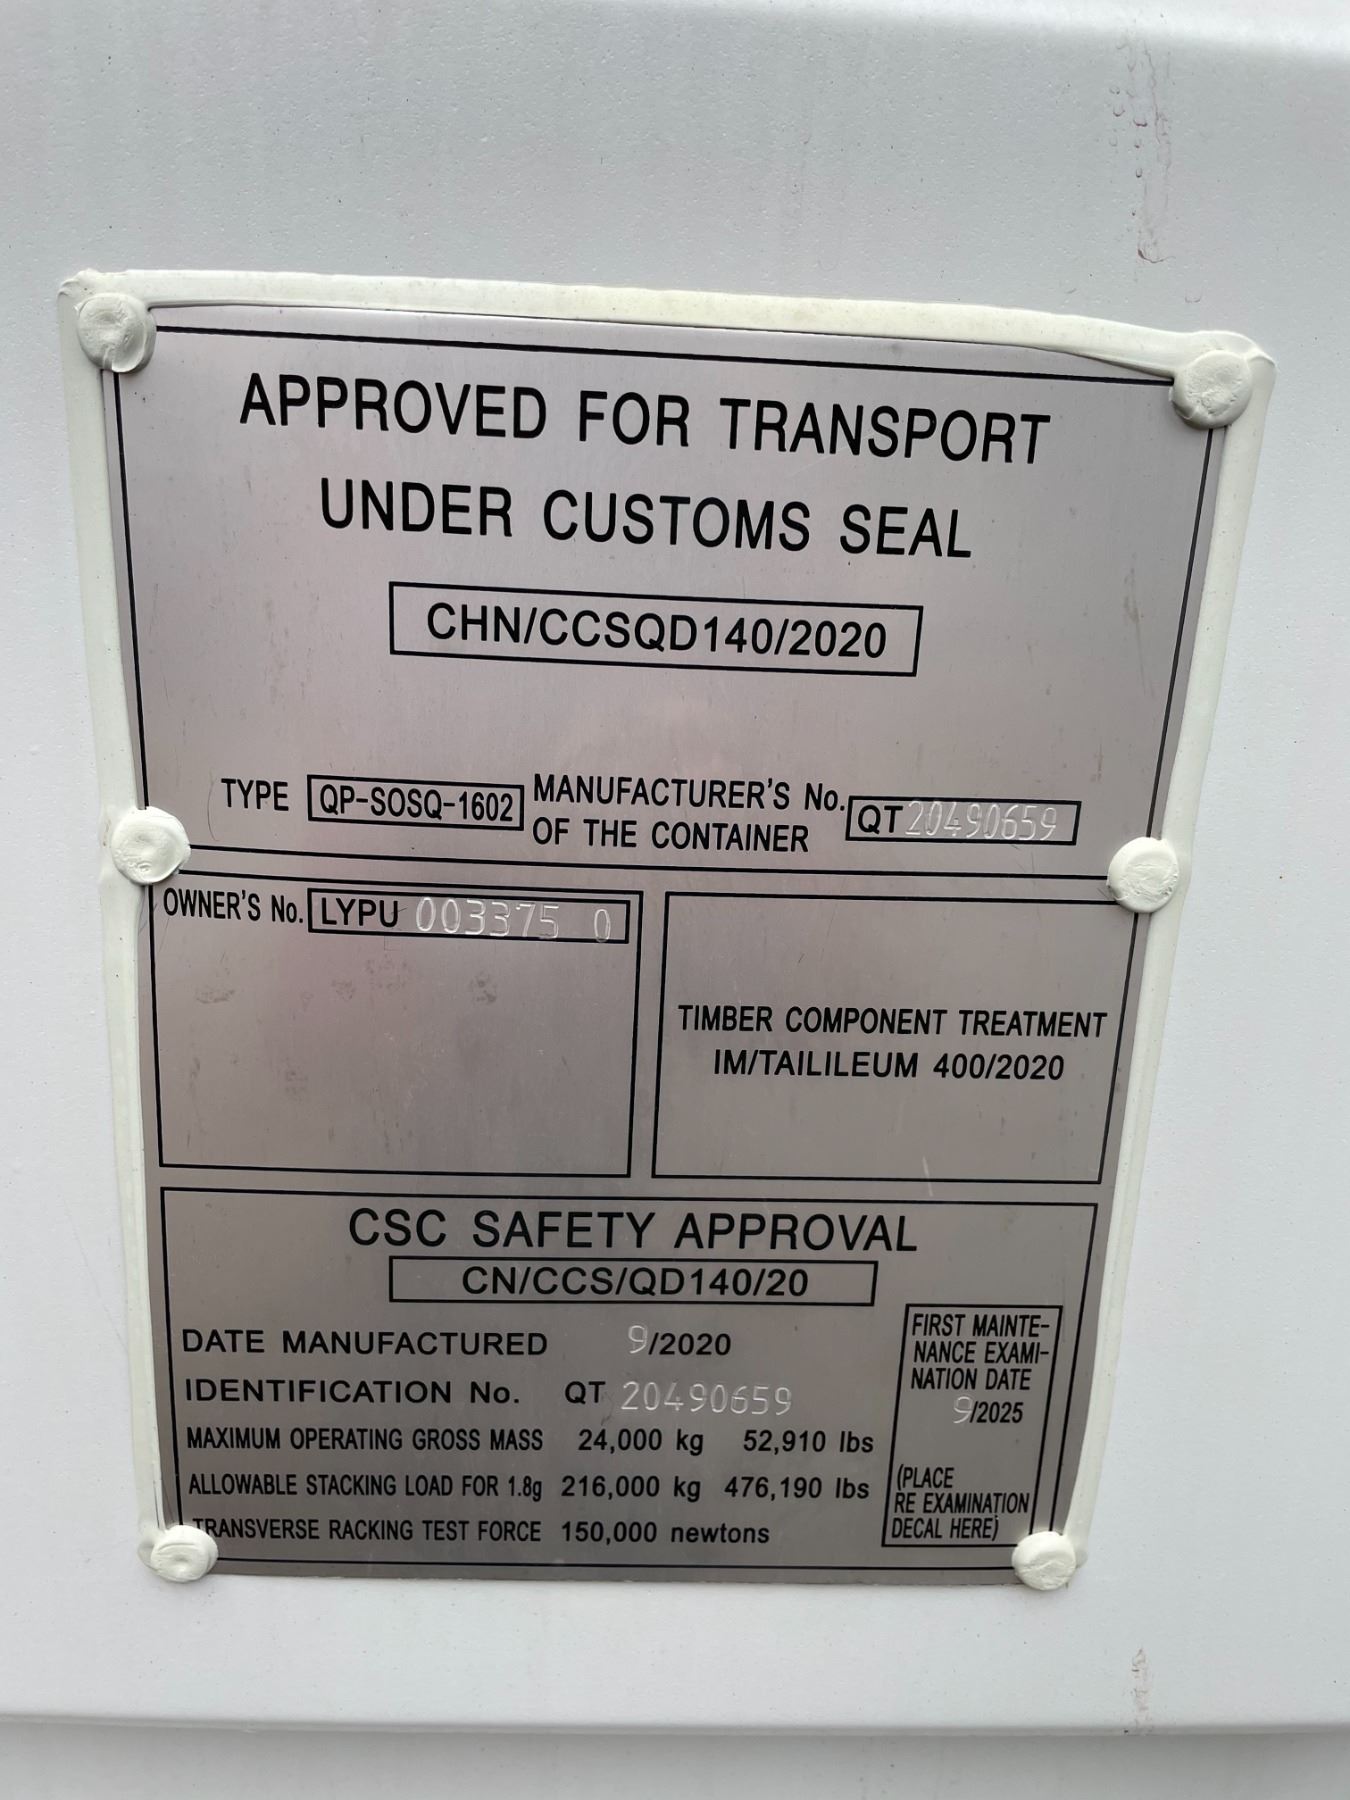 APPROVED FOR TRANSPORT
UNDER CUSTOMS SEAL
CHN/CCSQD140/2020
TYPE QP-SOSQ-1602 MANUFACTURER'S No. OF THE CONTAINER QT 20490659
OWNER'S No. LYPU 003375 0
TIMBER COMPONENT TREATMENT
IM/TAILILEUM 400/2020
CSC SAFETY APPROVAL
CN/CCS/QD140/20
DATE MANUFACTURED 9/2020
IDENTIFICATION No. QT 20490659
MAXIMUM OPERATING GROSS MASS 24,000 kg 52,910 lbs
ALLOWABLE STACKING LOAD FOR 1.8g 216,000 kg 476,190 lbs
TRANSVERSE RACKING TEST FORCE 150,000 newtons
FIRST MAINTE-
NANCE EXAMI-
NATION DATE
9/2025
(PLACE
RE EXAMINATION
DECAL HERE)